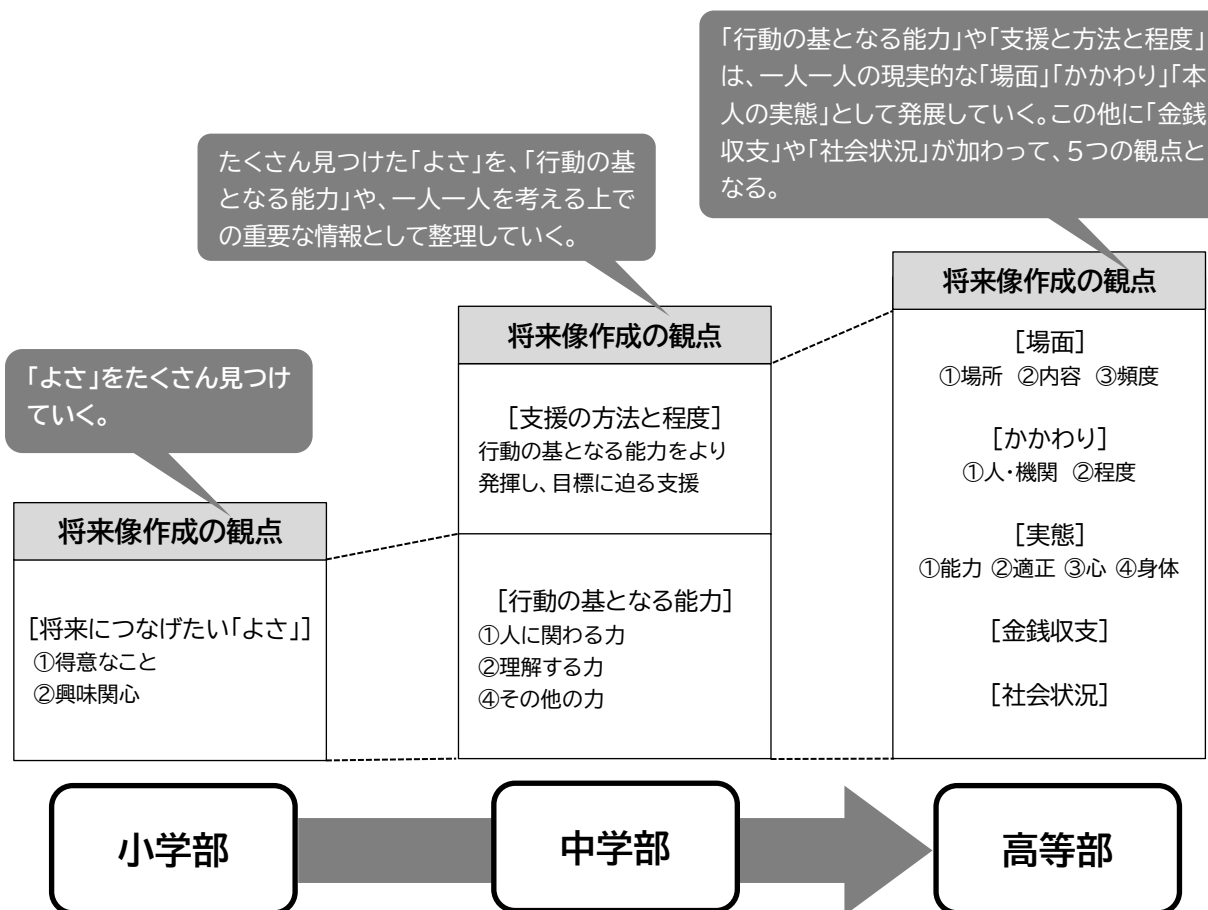 「行動の基となる能力」や「支援と方法と程度」
は、一人一人の現実的な「場面」「かかわり」「本
人の実態」として発展していく。この他に「金銭
収支」や「社会状況」が加わって、5つの観点と
なる。
たくさん見つけた「よさ」を、「行動の基
となる能力」や、一人一人を考える上で
の重要な情報として整理していく。
「よさ」をたくさん見つけ
ていく。
将来像作成の観点
[将来につなげたい「よさ」]
①得意なこと
②興味関心
将来像作成の観点
[支援の方法と程度]
行動の基となる能力をより
発揮し、目標に迫る支援
[行動の基となる能力]
①人に関わる力
②理解する力
④その他の力
将来像作成の観点
[場面]
①場所 ②内容 ③頻度
[かかわり]
①人・機関 ②程度
[実態]
①能力 ②適正 ③心 ④身体
[金銭収支]
[社会状況]
小学部
中学部
高等部